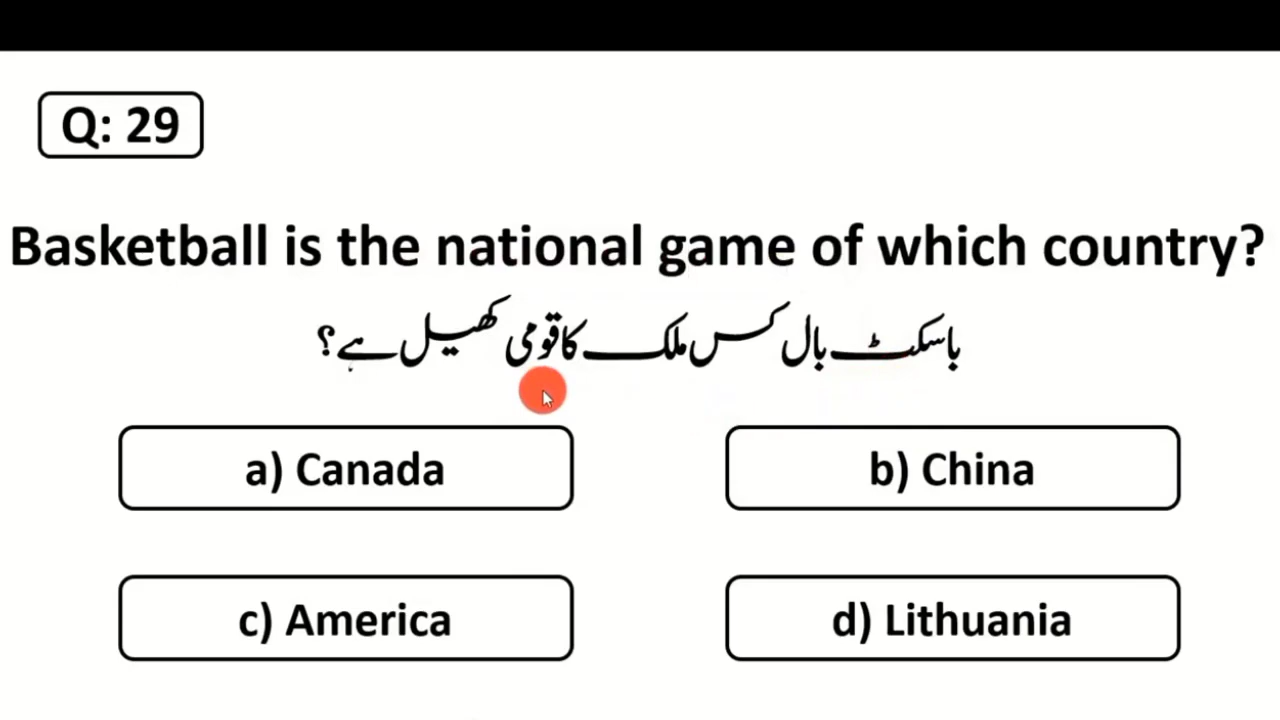 Q: 29
Basketball is the national game of which country?
باسکٹ بال کس ملک کا قومی کھیل ہے؟
a) Canada
b) China
c) America
d) Lithuania